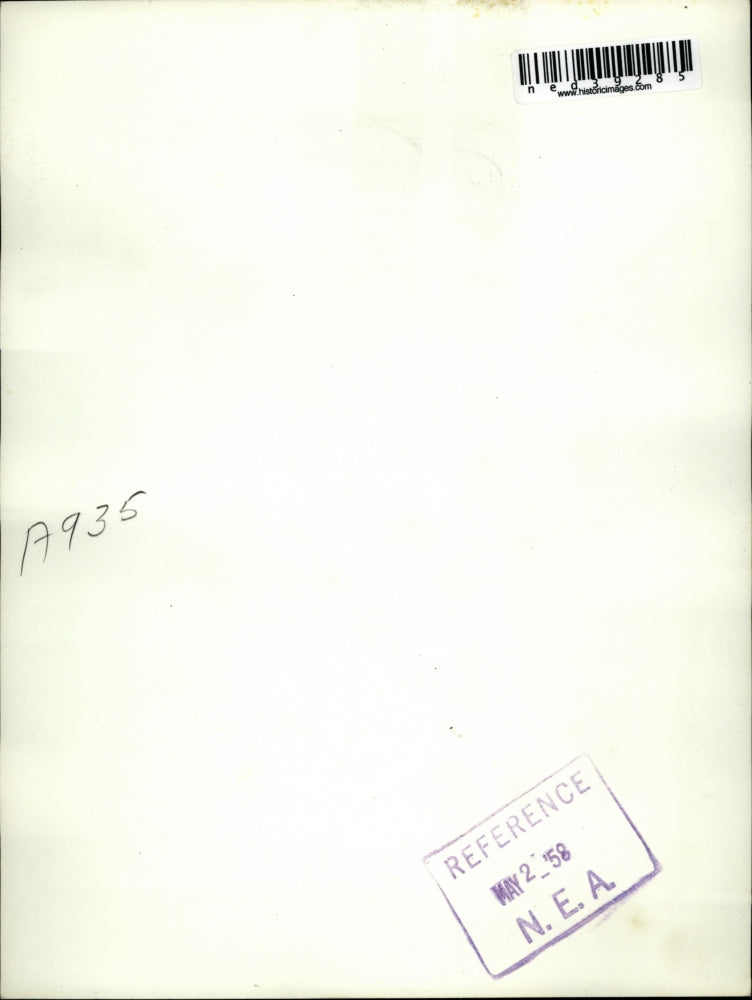 ned39285
www.historicimages.com
A935
REFERENCE
MAY 2 '58
N. E. A.